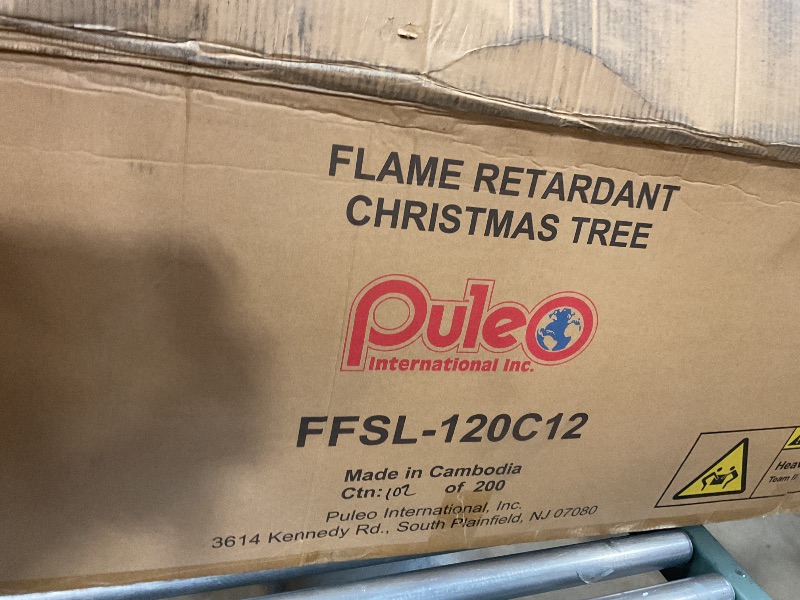 FLAME RETARDANT
CHRISTMAS TREE
Puleo
International Inc.
FFSL-120C12
Made in Cambodia
Ctn: 102 of 200
Puleo International, Inc.
3614 Kennedy Rd., South Plainfield, NJ 07080
Team